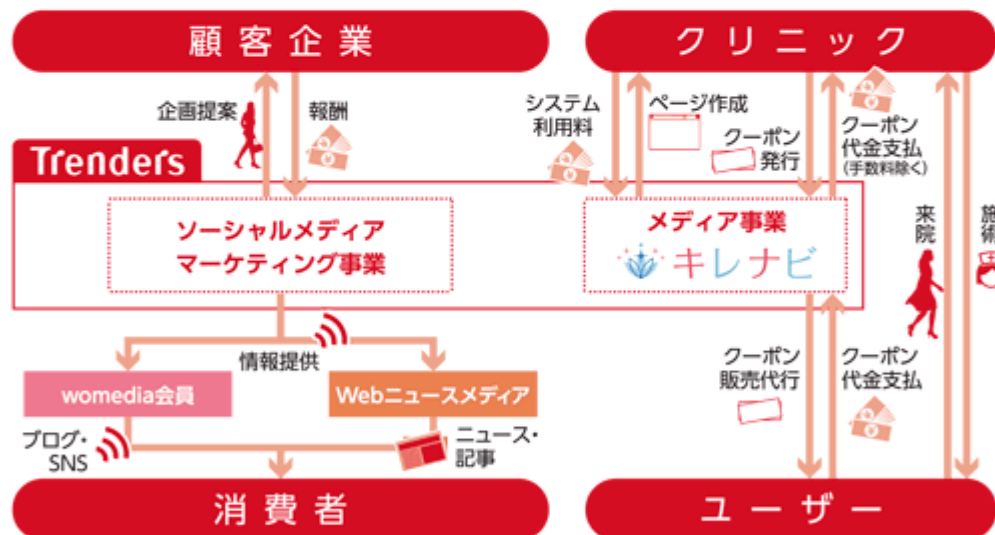 顧客企業
クリニック
企画提案
報酬
システム
利用料
ページ作成
クーポン
発行
クーポン
代金支払
(手数料除く)
Trenders
ソーシャルメディア
マーケティング事業
メディア事業
キレナビ
来院
施術
情報提供
クーポン
販売代行
クーポン
代金支払
womedia会員
Webニュースメディア
ブログ・
SNS
ニュース・
記事
消費者
ユーザー